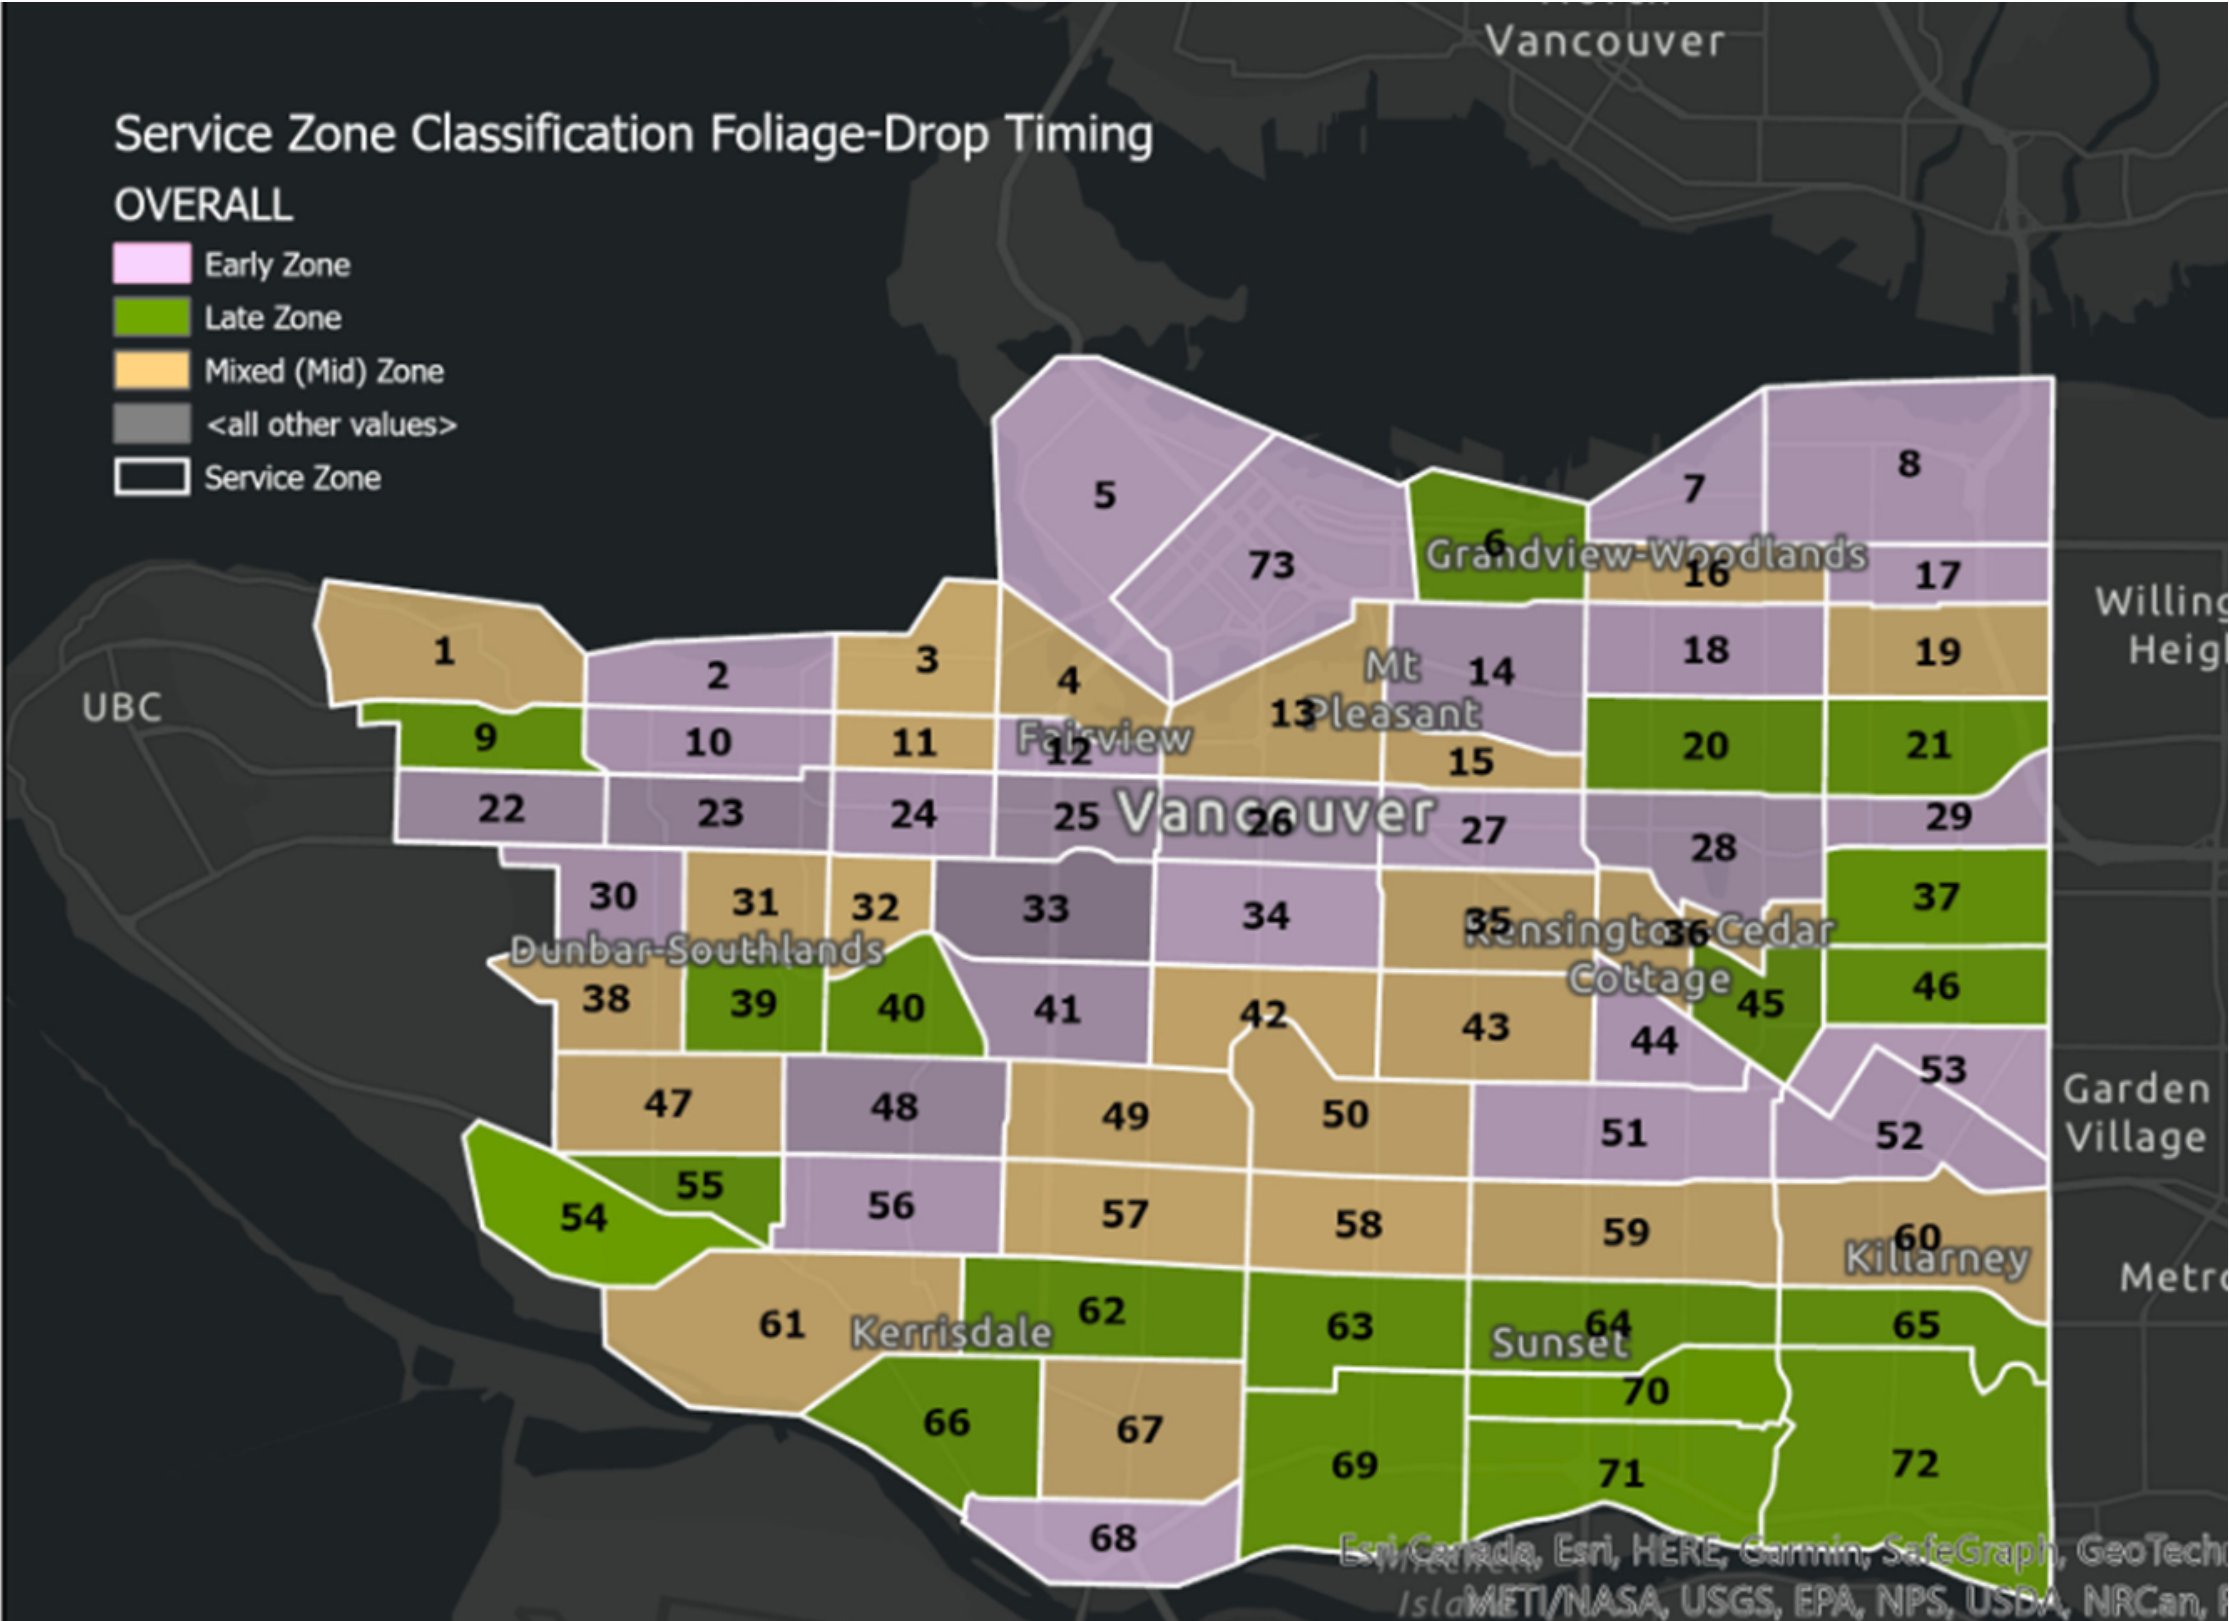 Vancouver
Service Zone Classification Foliage-Drop Timing
OVERALL
Early Zone
Late Zone
Mixed (Mid) Zone
<all other values>
Service Zone
5
8
7
73
6
Grandview-Woodlands
16
17
Willing
Heigh
1
2
3
4
Mt
Pleasant
14
18
19
UBC
9
10
11
Fairview
12
13
15
20
21
22
23
24
25
Vancouver
26
27
28
29
30
31
32
33
34
35
Kensington-Cedar
Cottage
36
37
Dunbar-Southlands
38
39
40
41
42
43
44
45
46
47
48
49
50
51
52
53
Garden
Village
54
55
56
57
58
59
60
Killarney
Metro
61
Kerrisdale
62
63
64
Sunset
65
66
67
70
68
69
71
72
Esri Canada, Esri, HERE, Garmin, SafeGraph, GeoTech
METI/NASA, USGS, EPA, NPS, USDA, NRCan,